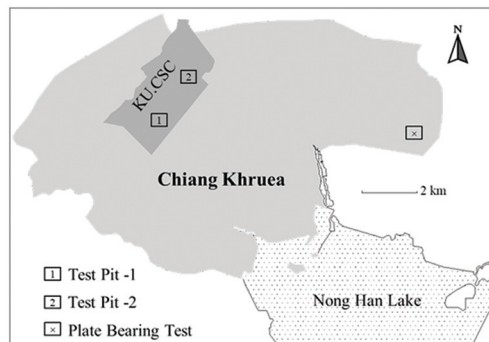 N
KU.CSC
2
1
×
Chiang Khruea
2 km
1 Test Pit -1
2 Test Pit -2
× Plate Bearing Test
Nong Han Lake